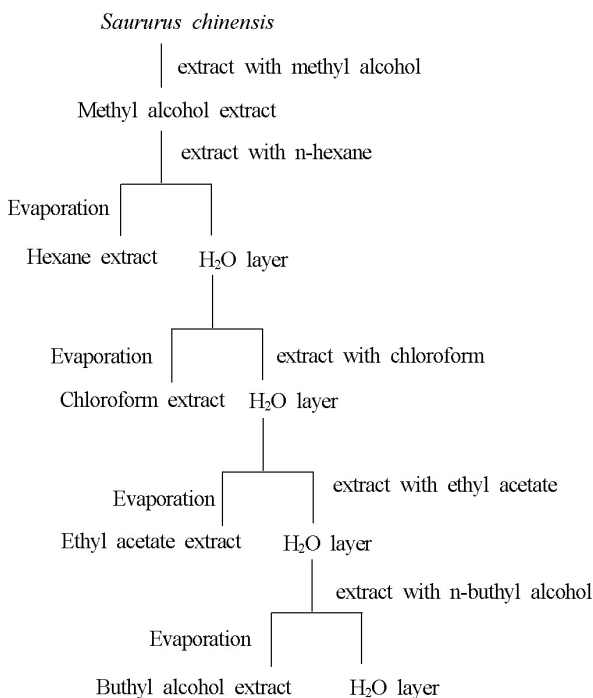 Saururus chinensis
extract with methyl alcohol
Methyl alcohol extract
extract with n-hexane
Evaporation
Hexane extract
H₂O layer
Evaporation
extract with chloroform
Chloroform extract
H₂O layer
Evaporation
extract with ethyl acetate
Ethyl acetate extract
H₂O layer
extract with n-buthyl alcohol
Evaporation
Buthyl alcohol extract
H₂O layer